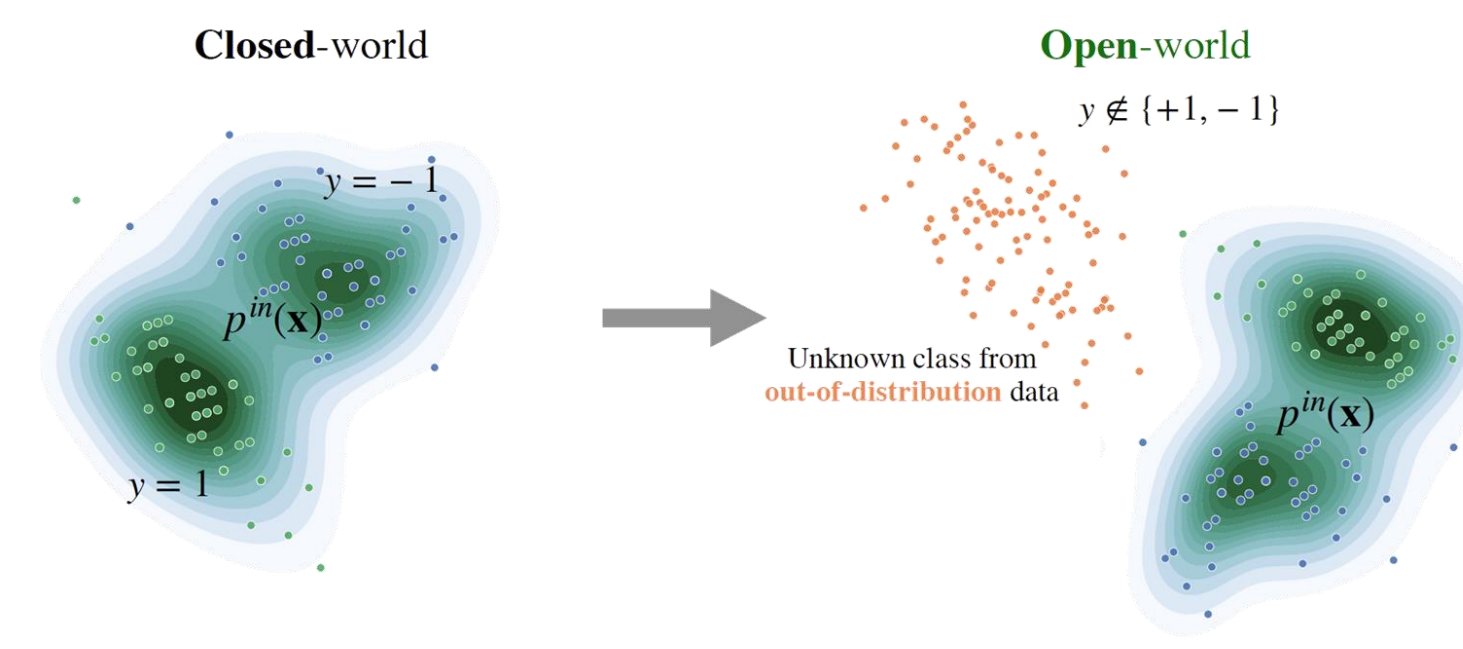 Closed-world
y = − 1
p^{in}(𝐱)
y = 1
Open-world
y ∉ {+1, − 1}
Unknown class from
out-of-distribution data
p^{in}(𝐱)